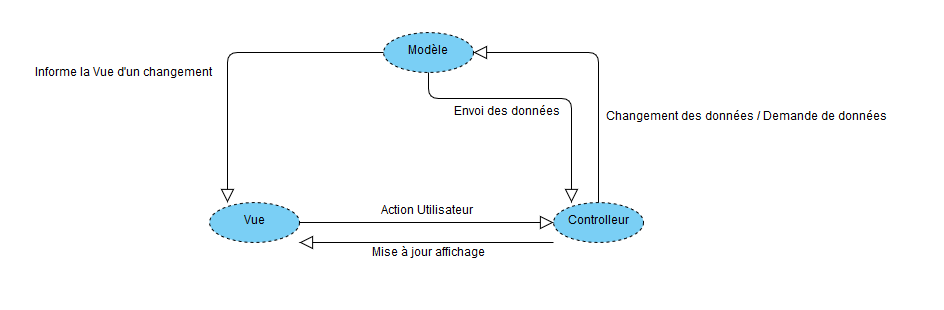 Modèle
Informe la Vue d'un changement
Envoi des données
Changement des données / Demande de données
Vue
Action Utilisateur
Controlleur
Mise à jour affichage